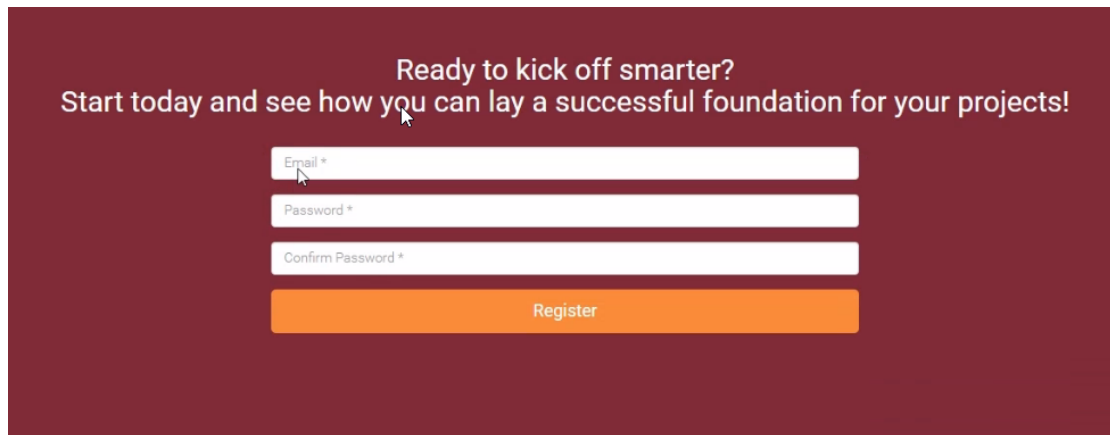 Ready to kick off smarter?
Start today and see how you can lay a successful foundation for your projects!
Email *
Password *
Confirm Password *
Register